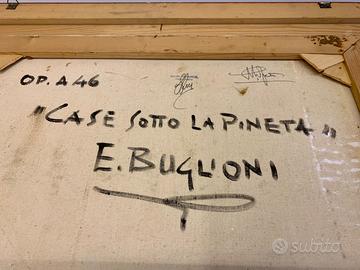 OP. A 46
"CASE SOTTO LA PINETA"
E. BUGLIONI
subito